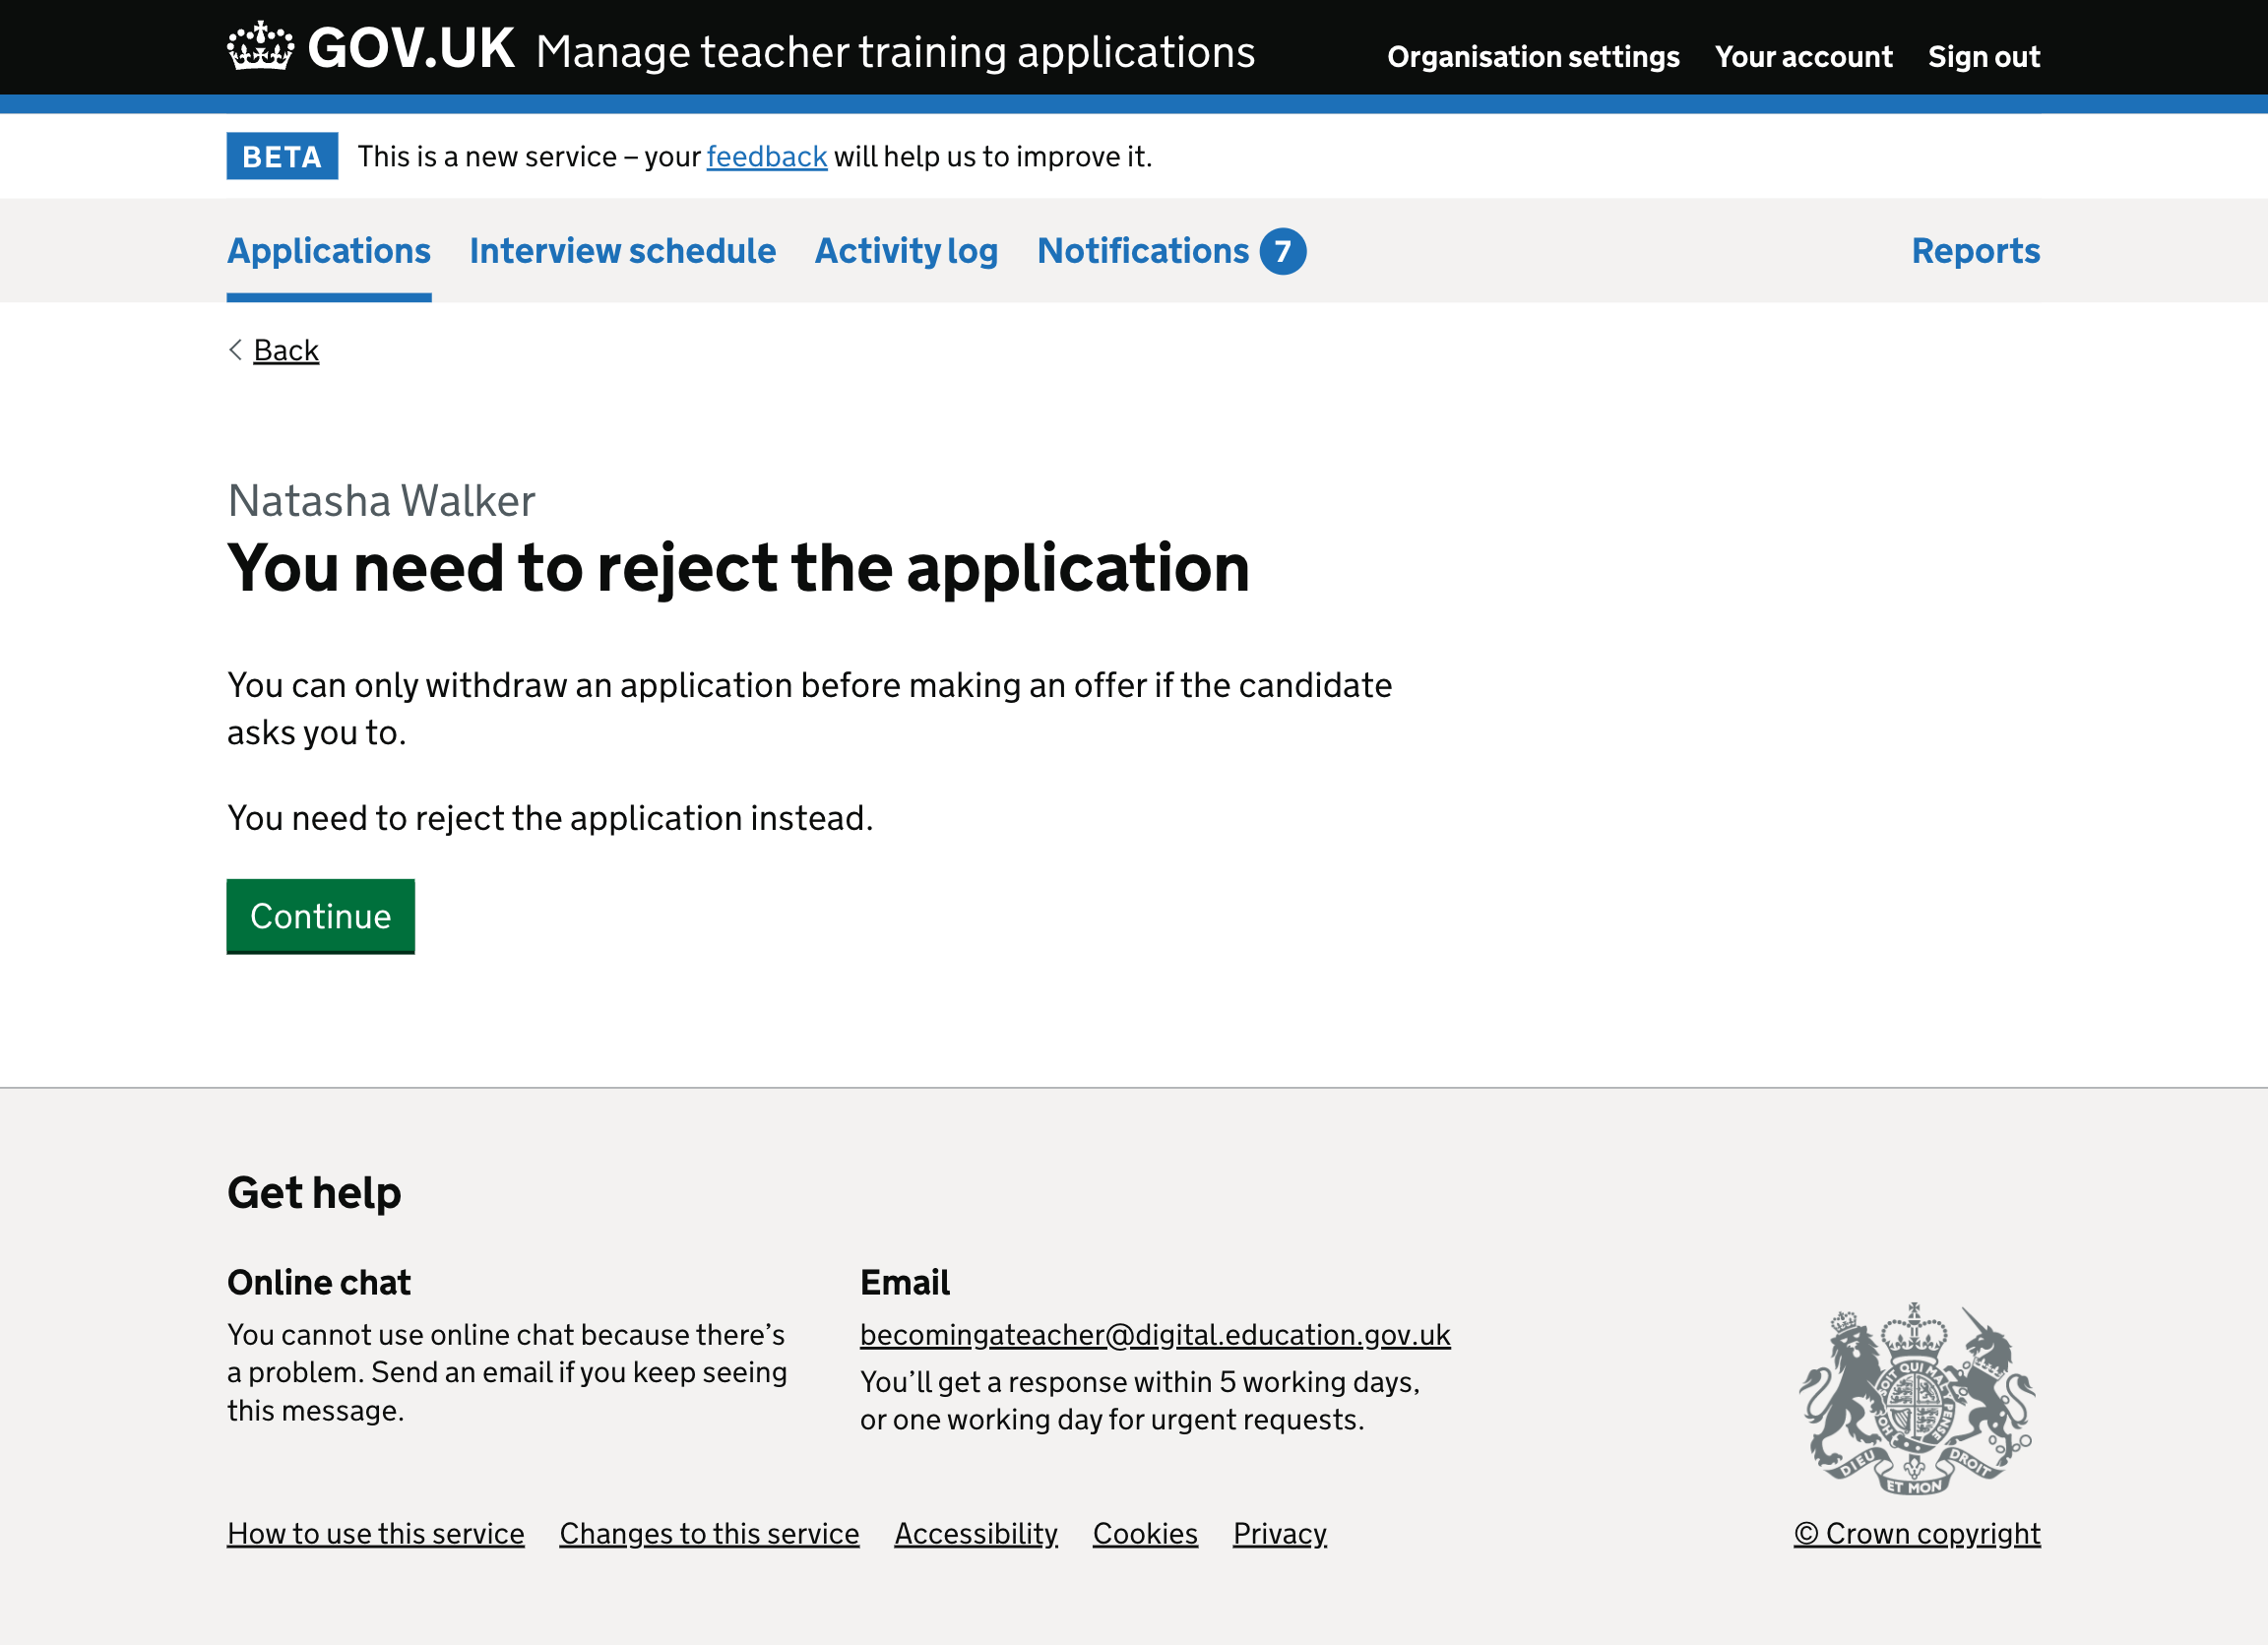 GOV.UK Manage teacher training applications Organisation settings Your account Sign out
BETA This is a new service – your feedback will help us to improve it.
Applications Interview schedule Activity log Notifications 7 Reports
Back
Natasha Walker
You need to reject the application
You can only withdraw an application before making an offer if the candidate
asks you to.
You need to reject the application instead.
Continue
Get help
Online chat
You cannot use online chat because there’s
a problem. Send an email if you keep seeing
this message.
Email
becomingateacher@digital.education.gov.uk
You’ll get a response within 5 working days,
or one working day for urgent requests.
DIEU ET MON DROIT
How to use this service Changes to this service Accessibility Cookies Privacy © Crown copyright